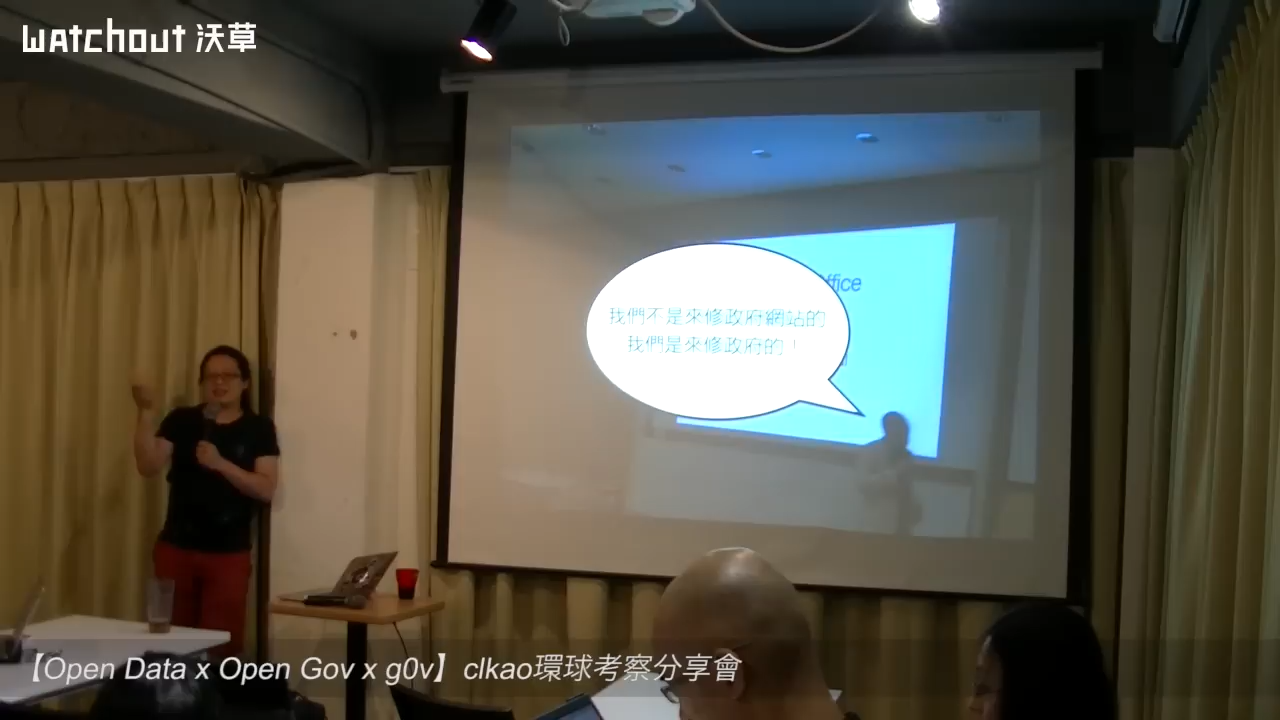 watchout 沃草
ffice
我們不是來修政府網站的
我們是來修政府的！
【Open Data x Open Gov x g0v】clkao環球考察分享會